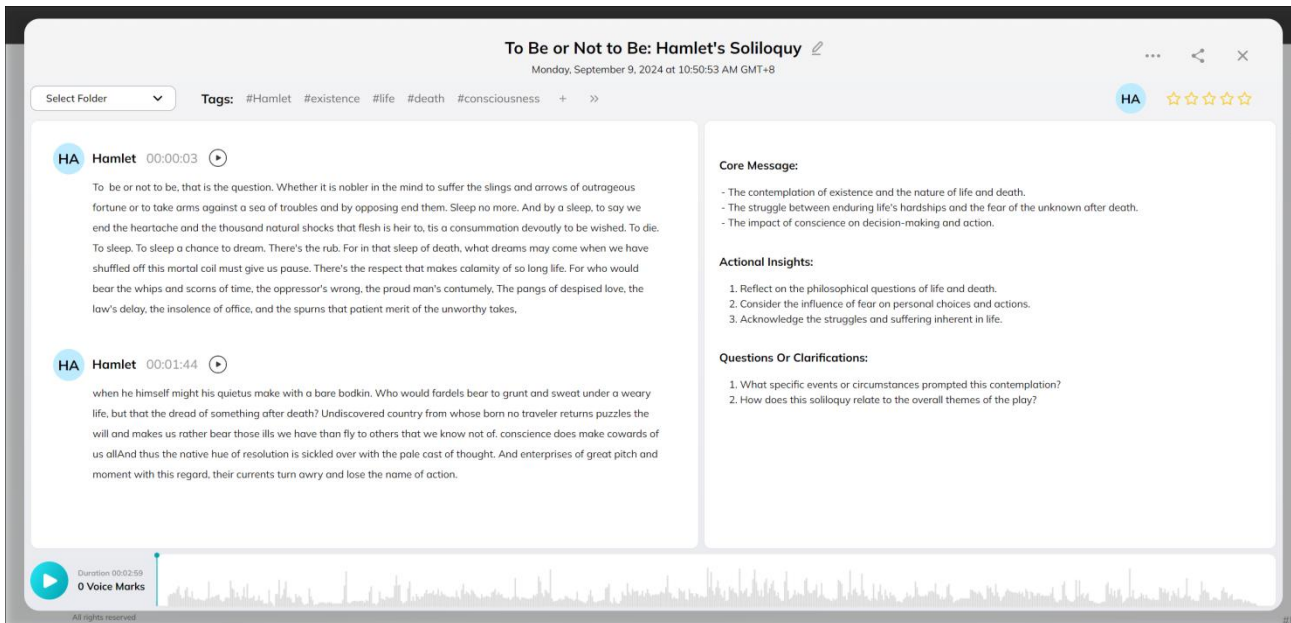 To Be or Not to Be: Hamlet's Soliloquy
Monday, September 9, 2024 at 10:50:53 AM GMT+8
Select Folder
Tags: #Hamlet #existence #life #death #consciousness + »
HA
HA Hamlet 00:00:03
To be or not to be, that is the question. Whether it is nobler in the mind to suffer the slings and arrows of outrageous
fortune or to take arms against a sea of troubles and by opposing end them. Sleep no more. And by a sleep, to say we
end the heartache and the thousand natural shocks that flesh is heir to, tis a consummation devoutly to be wished. To die.
To sleep. To sleep a chance to dream. There's the rub. For in that sleep of death, what dreams may come when we have
shuffled off this mortal coil must give us pause. There's the respect that makes calamity of so long life. For who would
bear the whips and scorns of time, the oppressor's wrong, the proud man's contumely, The pangs of despised love, the
law's delay, the insolence of office, and the spurns that patient merit of the unworthy takes,
HA Hamlet 00:01:44
when he himself might his quietus make with a bare bodkin. Who would fardels bear to grunt and sweat under a weary
life, but that the dread of something after death? Undiscovered country from whose born no traveler returns puzzles the
will and makes us rather bear those ills we have than fly to others that we know not of. conscience does make cowards of
us allAnd thus the native hue of resolution is sickled over with the pale cast of thought. And enterprises of great pitch and
moment with this regard, their currents turn awry and lose the name of action.
Core Message:
- The contemplation of existence and the nature of life and death.
- The struggle between enduring life's hardships and the fear of the unknown after death.
- The impact of conscience on decision-making and action.
Actional Insights:
1. Reflect on the philosophical questions of life and death.
2. Consider the influence of fear on personal choices and actions.
3. Acknowledge the struggles and suffering inherent in life.
Questions Or Clarifications:
1. What specific events or circumstances prompted this contemplation?
2. How does this soliloquy relate to the overall themes of the play?
Duration 00:02:59
0 Voice Marks
All rights reserved